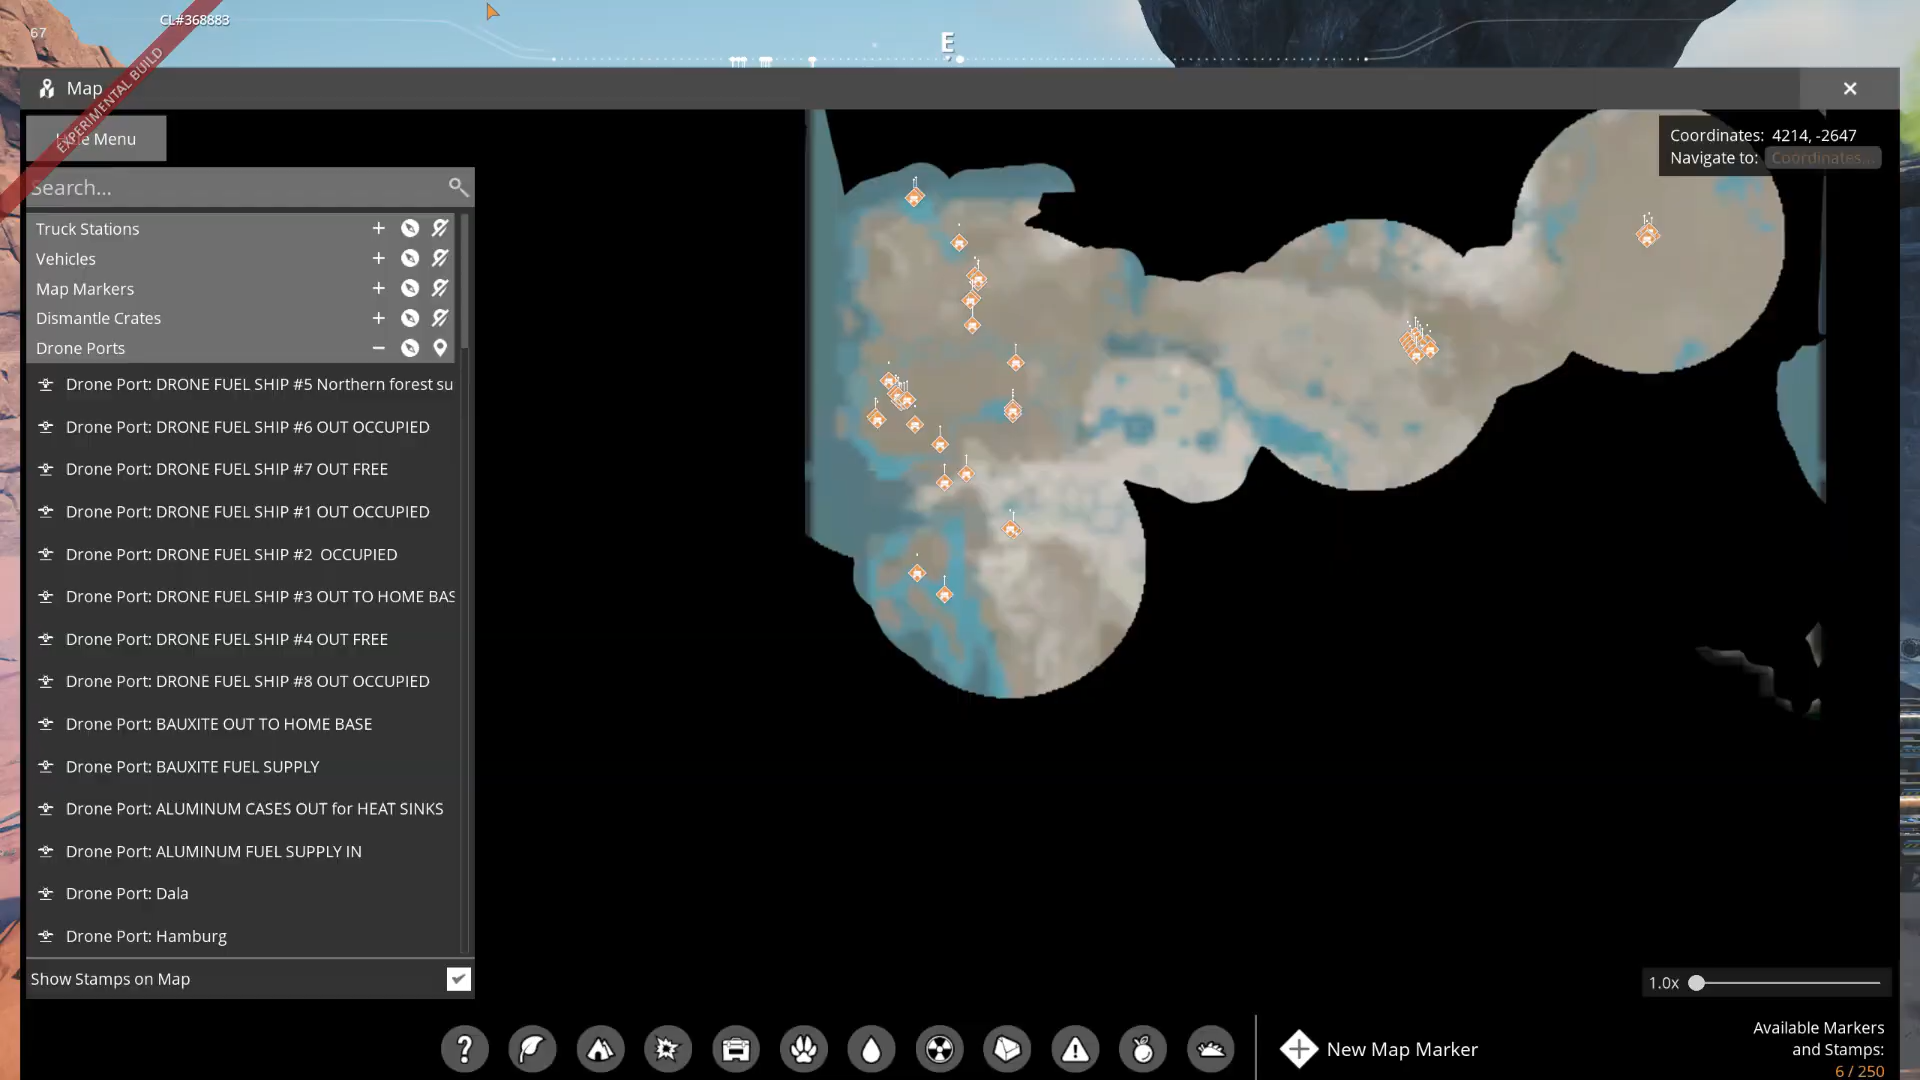 CL#368883
67
EXPERIMENTAL BUILD
E
Map
Menu
Coordinates: 4214, -2647
Navigate to: Coordinates...
Search...
Truck Stations
Vehicles
Map Markers
Dismantle Crates
Drone Ports
Drone Port: DRONE FUEL SHIP #5 Northern forest su
Drone Port: DRONE FUEL SHIP #6 OUT OCCUPIED
Drone Port: DRONE FUEL SHIP #7 OUT FREE
Drone Port: DRONE FUEL SHIP #1 OUT OCCUPIED
Drone Port: DRONE FUEL SHIP #2  OCCUPIED
Drone Port: DRONE FUEL SHIP #3 OUT TO HOME BAS
Drone Port: DRONE FUEL SHIP #4 OUT FREE
Drone Port: DRONE FUEL SHIP #8 OUT OCCUPIED
Drone Port: BAUXITE OUT TO HOME BASE
Drone Port: BAUXITE FUEL SUPPLY
Drone Port: ALUMINUM CASES OUT for HEAT SINKS
Drone Port: ALUMINUM FUEL SUPPLY IN
Drone Port: Dala
Drone Port: Hamburg
Show Stamps on Map
1.0x
New Map Marker
Available Markers
and Stamps:
6 / 250